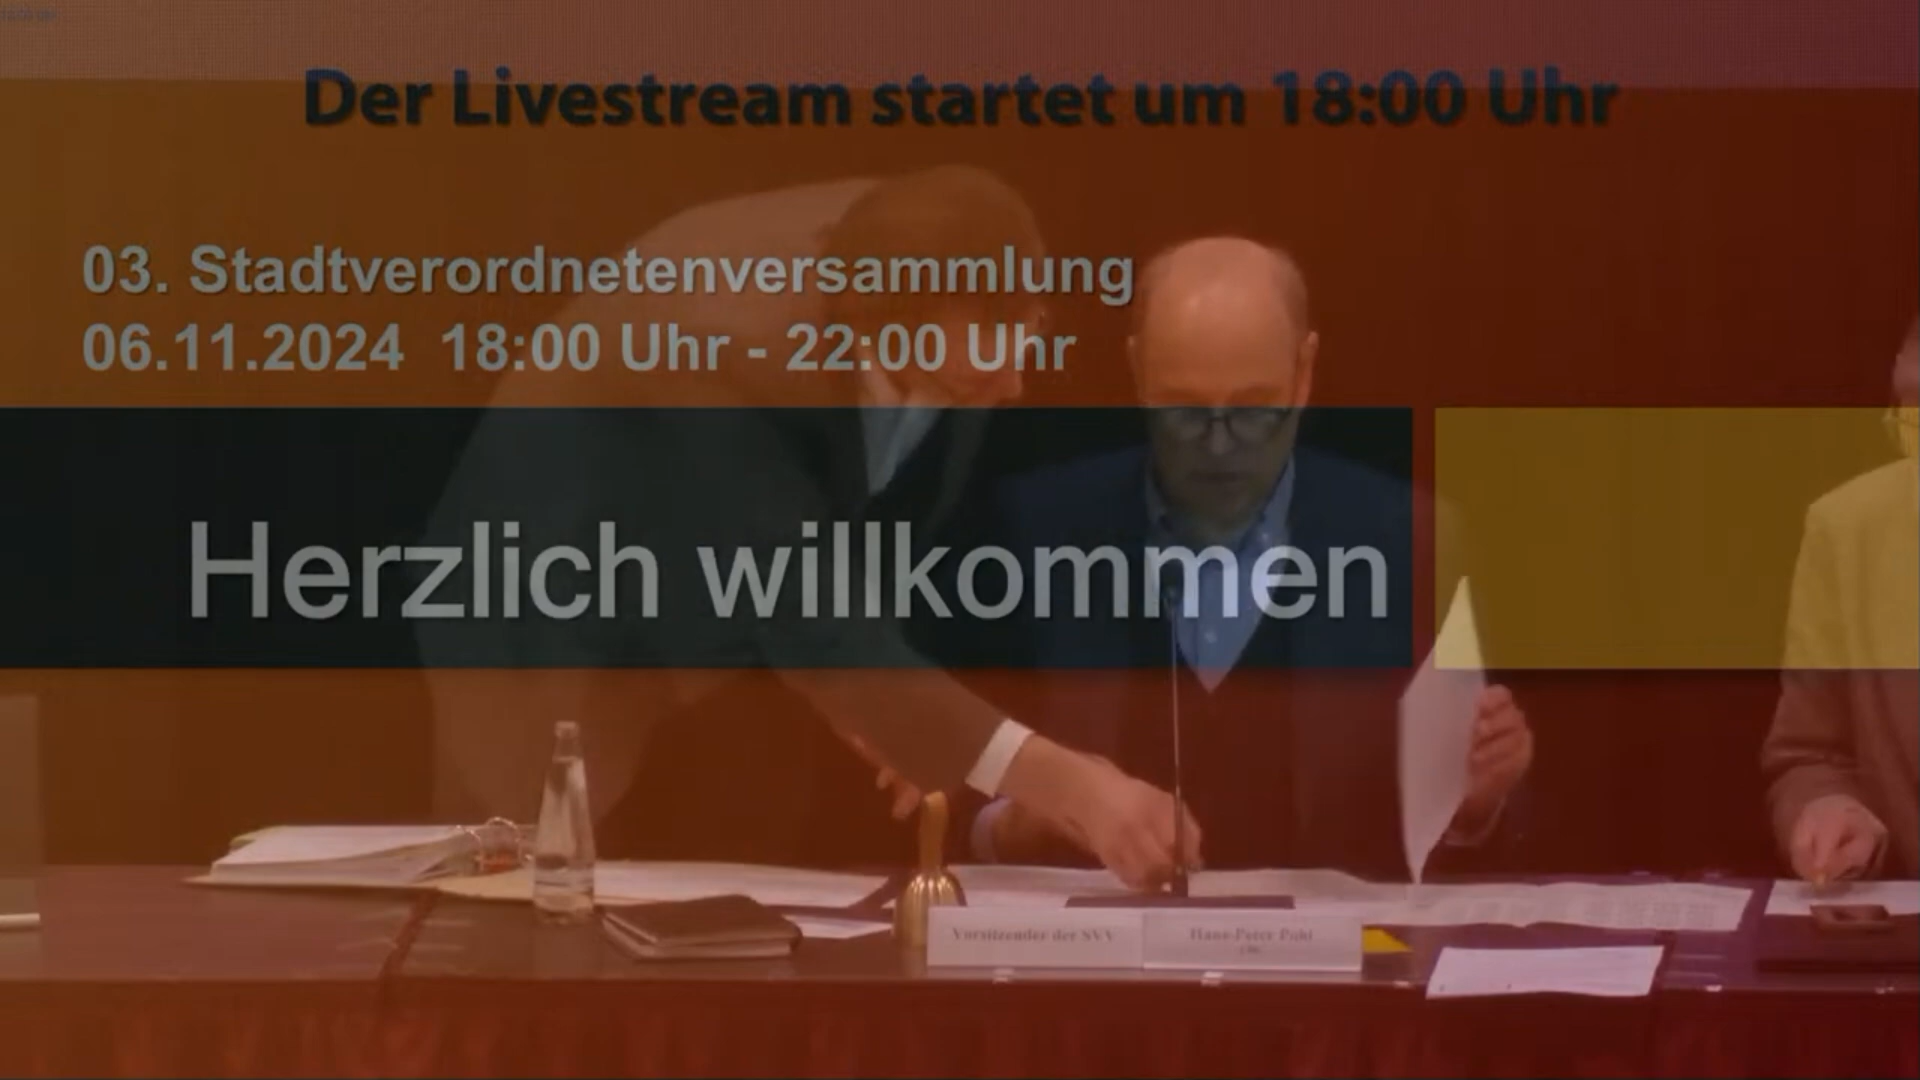 Der Livestream startet um 18:00 Uhr
03. Stadtverordnetenversammlung
06.11.2024 18:00 Uhr - 22:00 Uhr
Herzlich willkommen
Vorsitzender der SVV
Hans-Peter Pohl